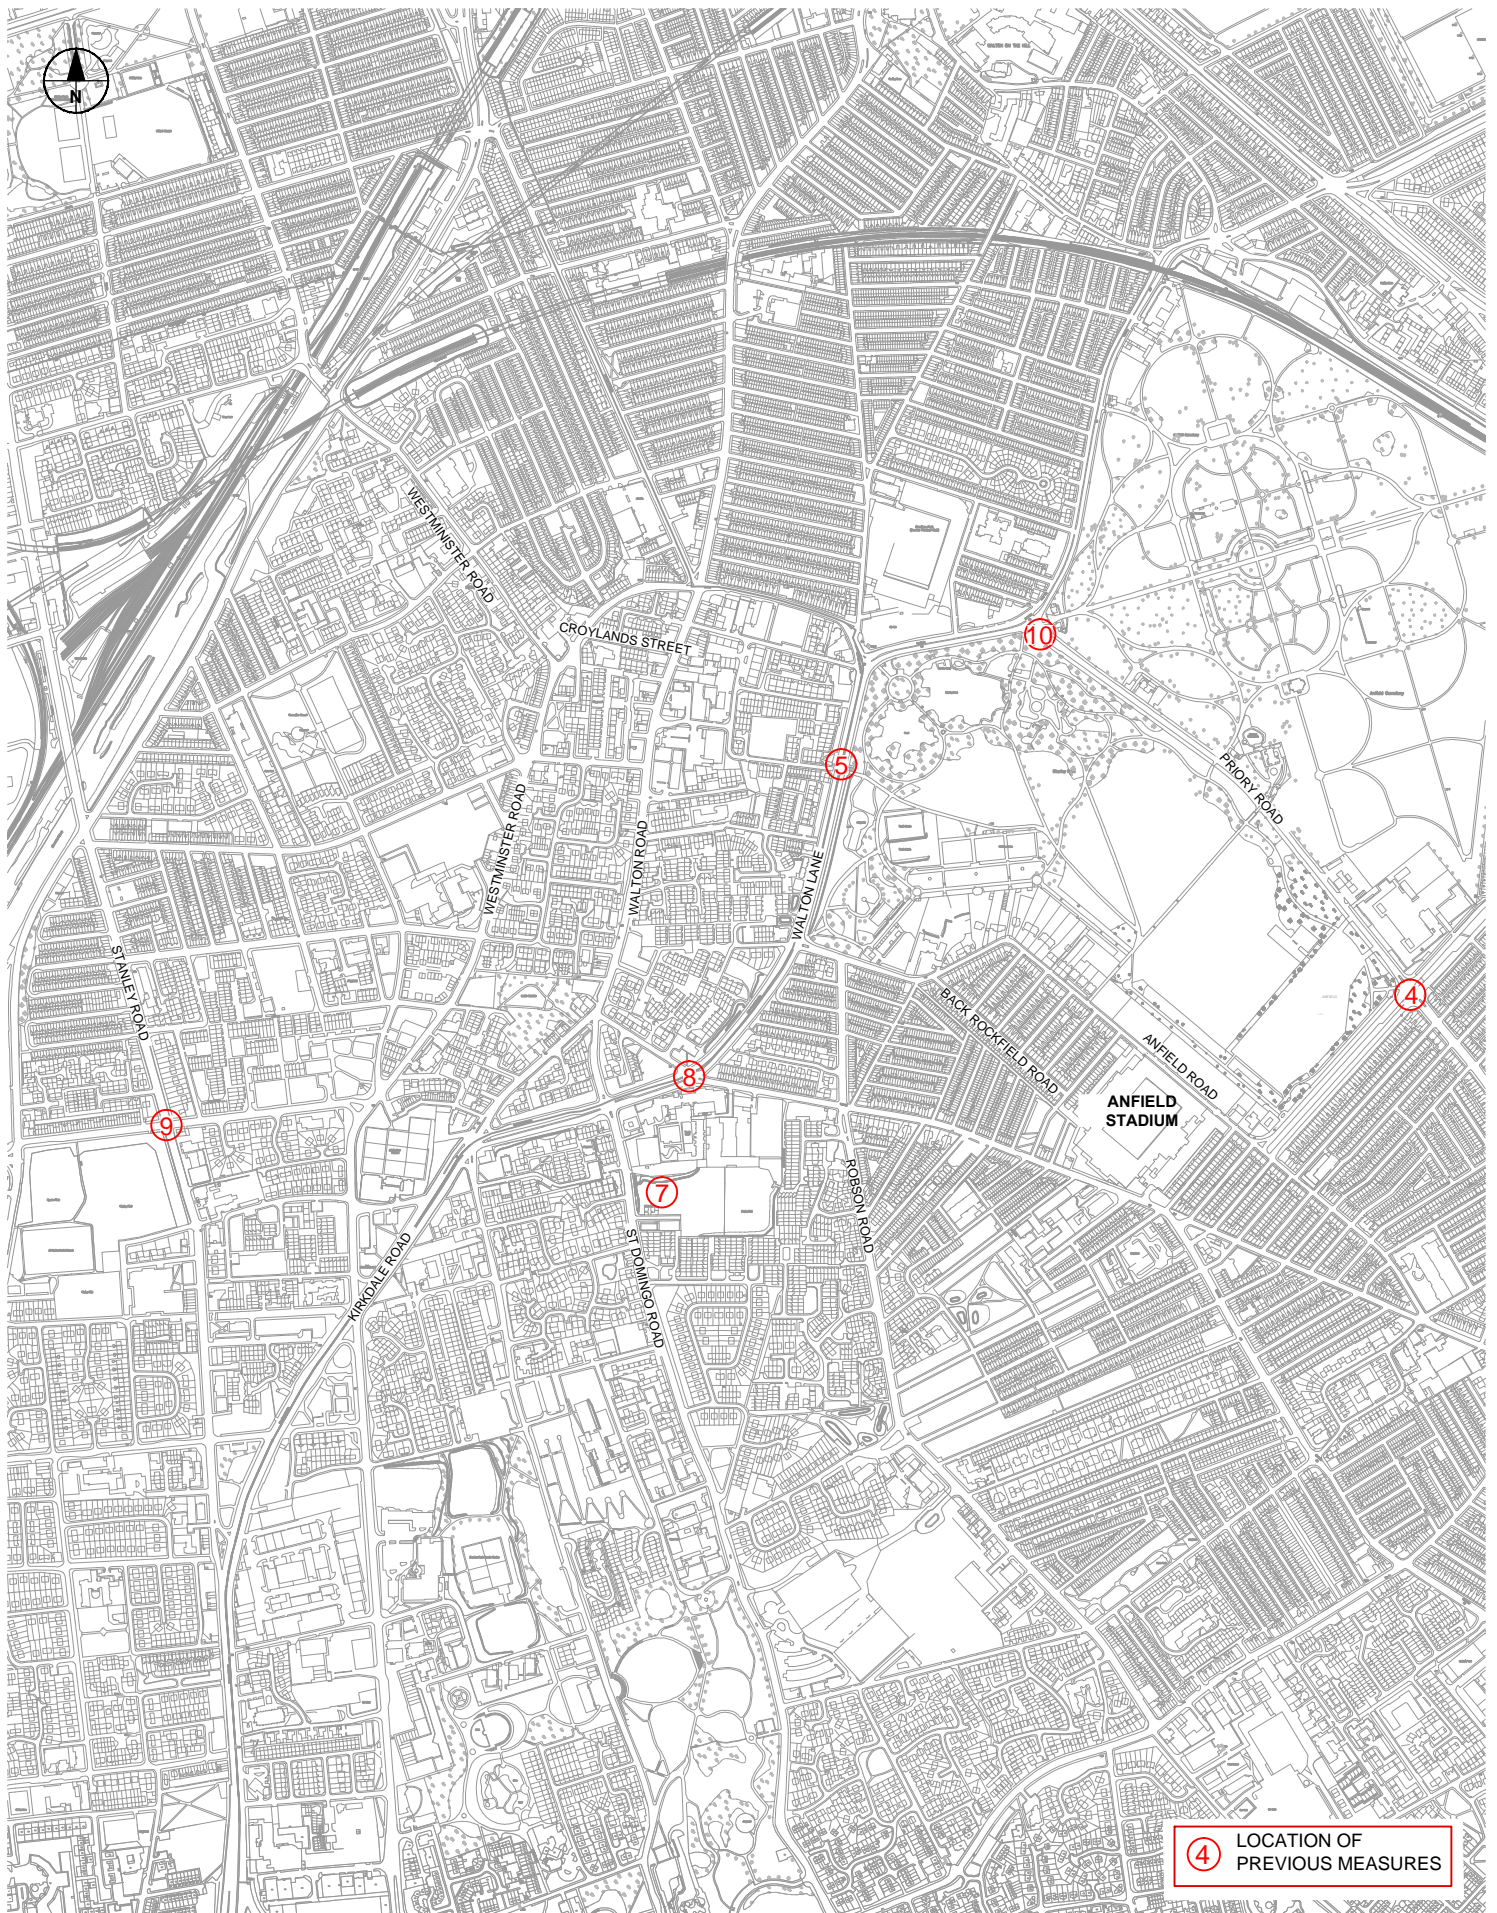 N
WESTMINISTER ROAD
CROYLANDS STREET
10
5
PRIORY ROAD
WESTMINSTER ROAD
WALTON ROAD
WALTON LANE
STANLEY ROAD
4
BACK ROCKFIELD ROAD
ANFIELD ROAD
8
ANFIELD
STADIUM
9
7
ROBSON ROAD
ST DOMINGO ROAD
KIRKDALE ROAD
4
LOCATION OF
PREVIOUS MEASURES